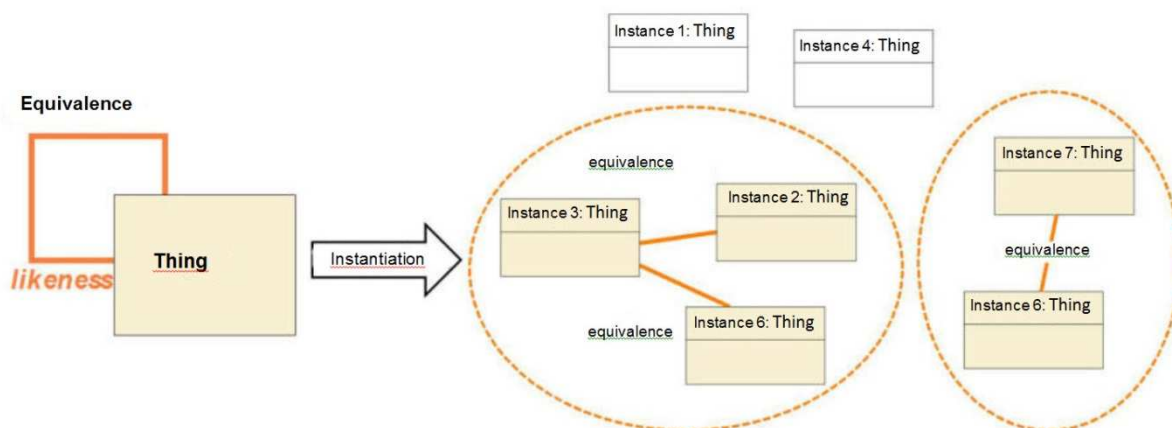 Equivalence
likeness
Thing
Instantiation
Instance 1: Thing
Instance 4: Thing
equivalence
Instance 3: Thing
Instance 2: Thing
equivalence
Instance 6: Thing
Instance 7: Thing
equivalence
Instance 6: Thing